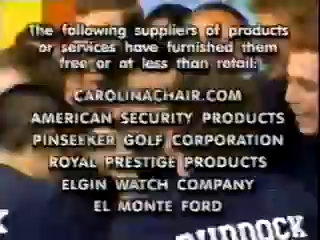 The following suppliers of products
or services have furnished them
free or at less than retail:
CAROLINACHAIR.COM
AMERICAN SECURITY PRODUCTS
PINSEEKER GOLF CORPORATION
ROYAL PRESTIGE PRODUCTS
ELGIN WATCH COMPANY
EL MONTE FORD
RUDDOCK